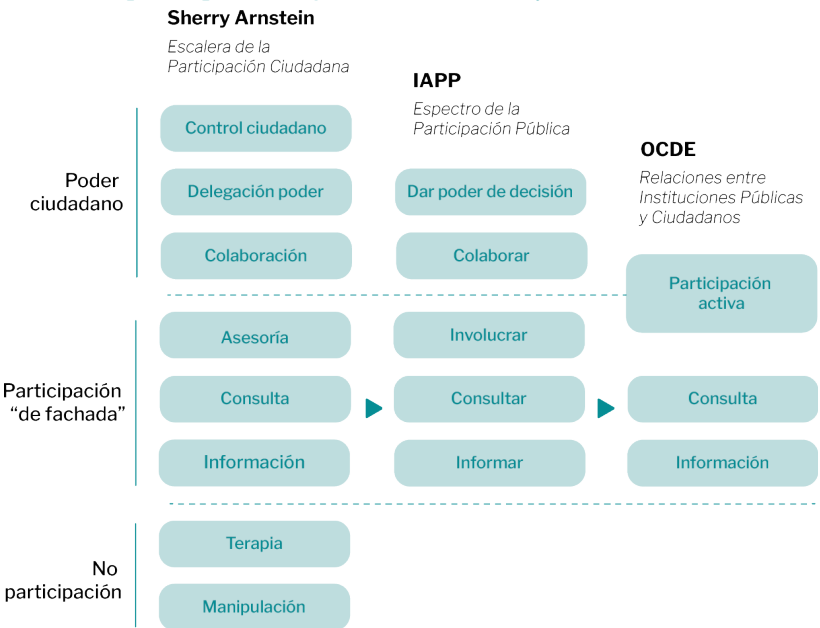 Sherry Arnstein
Escalera de la
Participación Ciudadana
IAPP
Espectro de la
Participación Pública
OCDE
Relaciones entre
Instituciones Públicas
y Ciudadanos
Poder
ciudadano
Control ciudadano
Delegación poder
Dar poder de decisión
Colaboración
Colaborar
Participación
activa
Participación
“de fachada”
Asesoría
Involucrar
Consulta
Consultar
Consulta
Información
Informar
Información
No
participación
Terapia
Manipulación